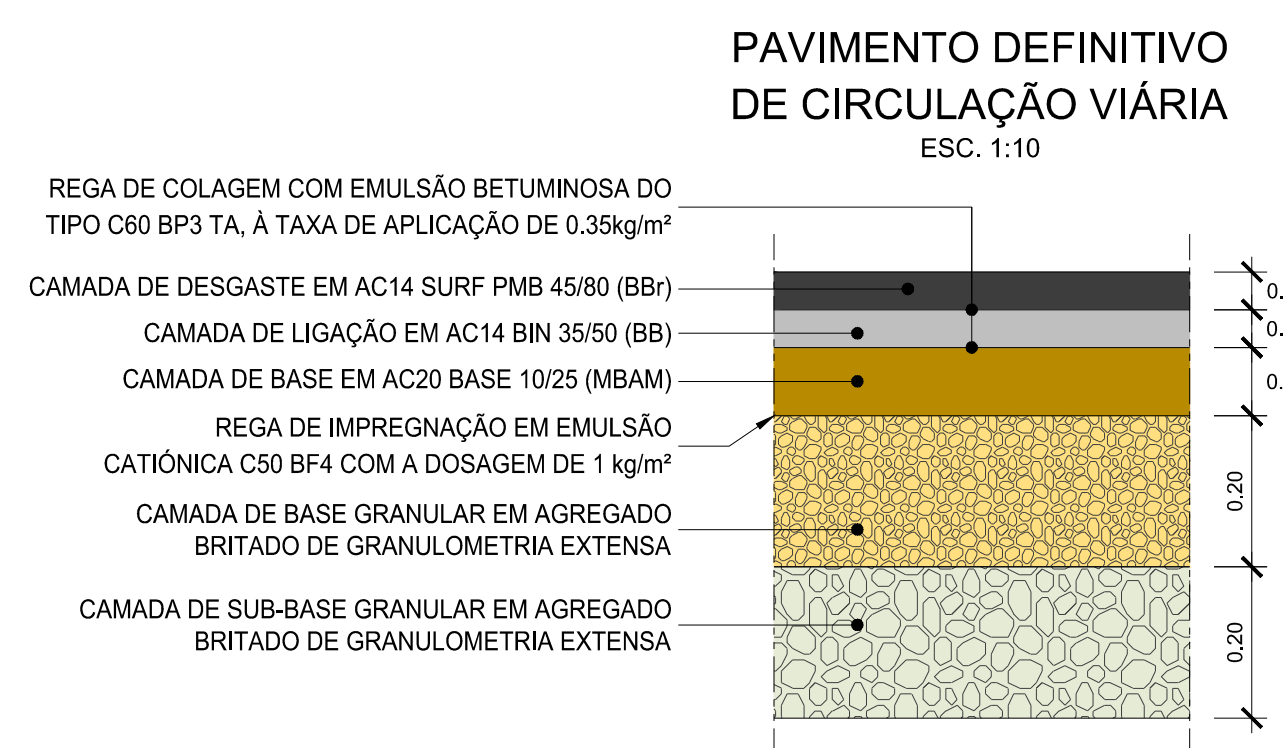 PAVIMENTO DEFINITIVO
DE CIRCULAÇÃO VIÁRIA
ESC. 1:10
REGA DE COLAGEM COM EMULSÃO BETUMINOSA DO
TIPO C60 BP3 TA, À TAXA DE APLICAÇÃO DE 0.35kg/m²
CAMADA DE DESGASTE EM AC14 SURF PMB 45/80 (BBr)
CAMADA DE LIGAÇÃO EM AC14 BIN 35/50 (BB)
CAMADA DE BASE EM AC20 BASE 10/25 (MBAM)
REGA DE IMPREGNAÇÃO EM EMULSÃO
CATIÓNICA C50 BF4 COM A DOSAGEM DE 1 kg/m²
CAMADA DE BASE GRANULAR EM AGREGADO
BRITADO DE GRANULOMETRIA EXTENSA
CAMADA DE SUB-BASE GRANULAR EM AGREGADO
BRITADO DE GRANULOMETRIA EXTENSA
0.
0.
0.
0.20
0.20